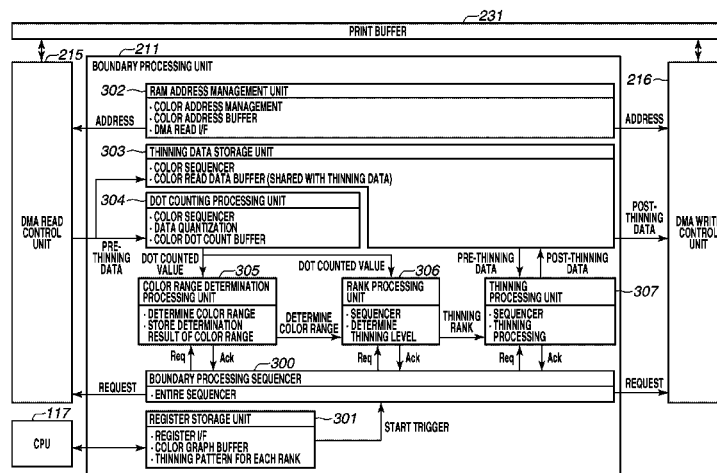 231
PRINT BUFFER
215
211
BOUNDARY PROCESSING UNIT
216
302
RAM ADDRESS MANAGEMENT UNIT
· COLOR ADDRESS MANAGEMENT
· COLOR ADDRESS BUFFER
· DMA READ I/F
ADDRESS
ADDRESS
303
THINNING DATA STORAGE UNIT
· COLOR SEQUENCER
· COLOR READ DATA BUFFER (SHARED WITH THINNING DATA)
304
DOT COUNTING PROCESSING UNIT
· COLOR SEQUENCER
· DATA QUANTIZATION
· COLOR DOT COUNT BUFFER
DMA READ
CONTROL
UNIT
PRE-
THINNING
DATA
POST-
THINNING
DATA
DMA WRITE
CONTROL
UNIT
DOT COUNTED
VALUE
305
DOT COUNTED VALUE
306
PRE-THINNING
DATA
POST-THINNING
DATA
307
COLOR RANGE DETERMINATION
PROCESSING UNIT
· DETERMINE COLOR RANGE
· STORE DETERMINATION
RESULT OF COLOR RANGE
DETERMINE
COLOR RANGE
RANK PROCESSING
UNIT
· SEQUENCER
· DETERMINE
THINNING LEVEL
THINNING
RANK
THINNING
PROCESSING UNIT
· SEQUENCER
· THINNING
PROCESSING
Req
Ack
300
Req
Ack
Req
Ack
REQUEST
BOUNDARY PROCESSING SEQUENCER
· ENTIRE SEQUENCER
REQUEST
117
CPU
301
REGISTER STORAGE UNIT
· REGISTER I/F
· COLOR GRAPH BUFFER
· THINNING PATTERN FOR EACH RANK
START TRIGGER